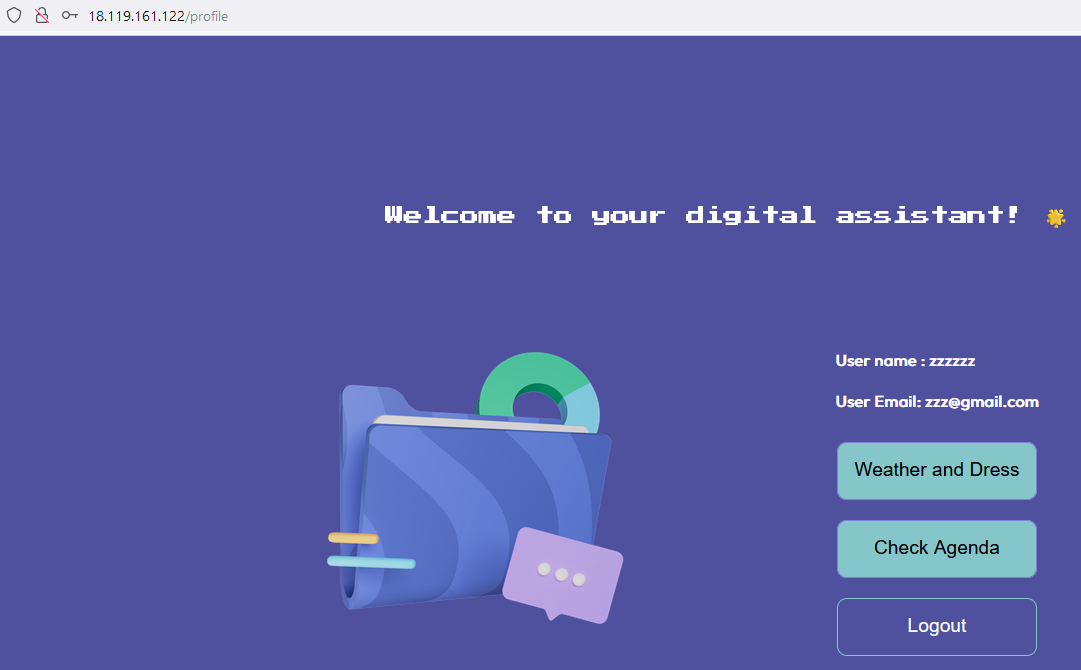 18.119.161.122/profile
Welcome to your digital assistant!
User name : zzzzzz
User Email: zzz@gmail.com
Weather and Dress
Check Agenda
Logout